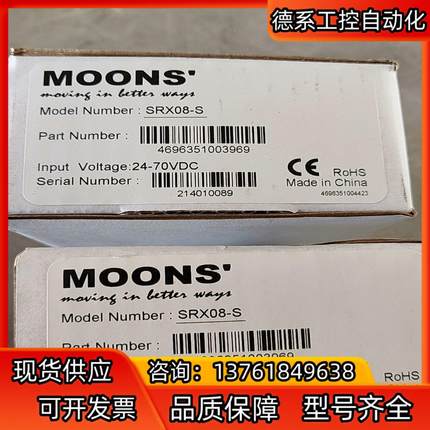 德系工控自动化
MOONS'
moving in better ways
Model Number : SRX08-S
Part Number :
4696351003969
Input Voltage:24-70VDC
Serial Number :
214010089
CE RoHS
Made in China
4696351004423
MOONS'
moving in better ways
Model Number : SRX08-S
RoHS
现货供应 咨询：13761849638
可开发票 品质保障 型号齐全